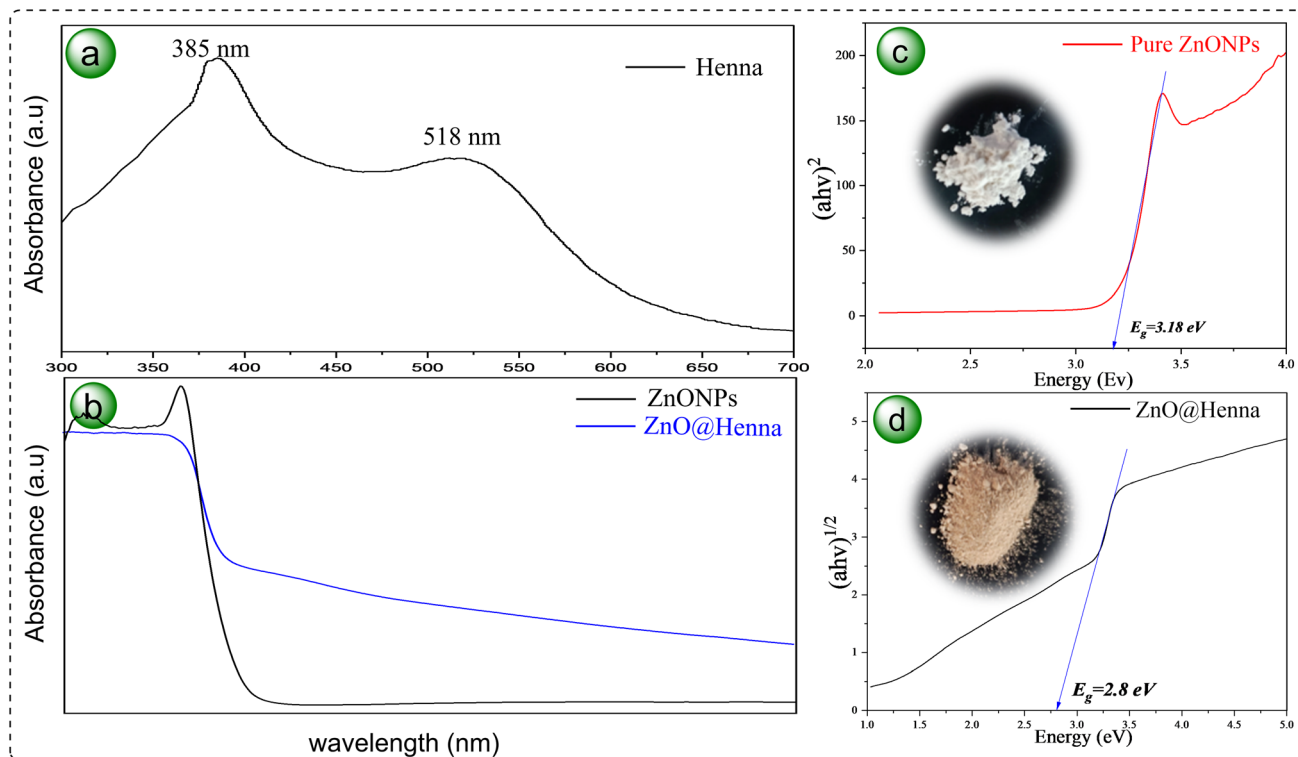 a
385 nm
518 nm
Henna
Absorbance (a.u)
300 350 400 450 500 550 600 650 700
b
ZnONPs
ZnO@Henna
Absorbance (a.u)
wavelength (nm)
c
Pure ZnONPs
(ahv)2
200
150
100
50
0
Eg=3.18 eV
2.0 2.5 3.0 3.5 4.0
Energy (Ev)
d
ZnO@Henna
(ahv)1/2
5
4
3
2
1
0
Eg=2.8 eV
1.0 1.5 2.0 2.5 3.0 3.5 4.0 4.5 5.0
Energy (eV)